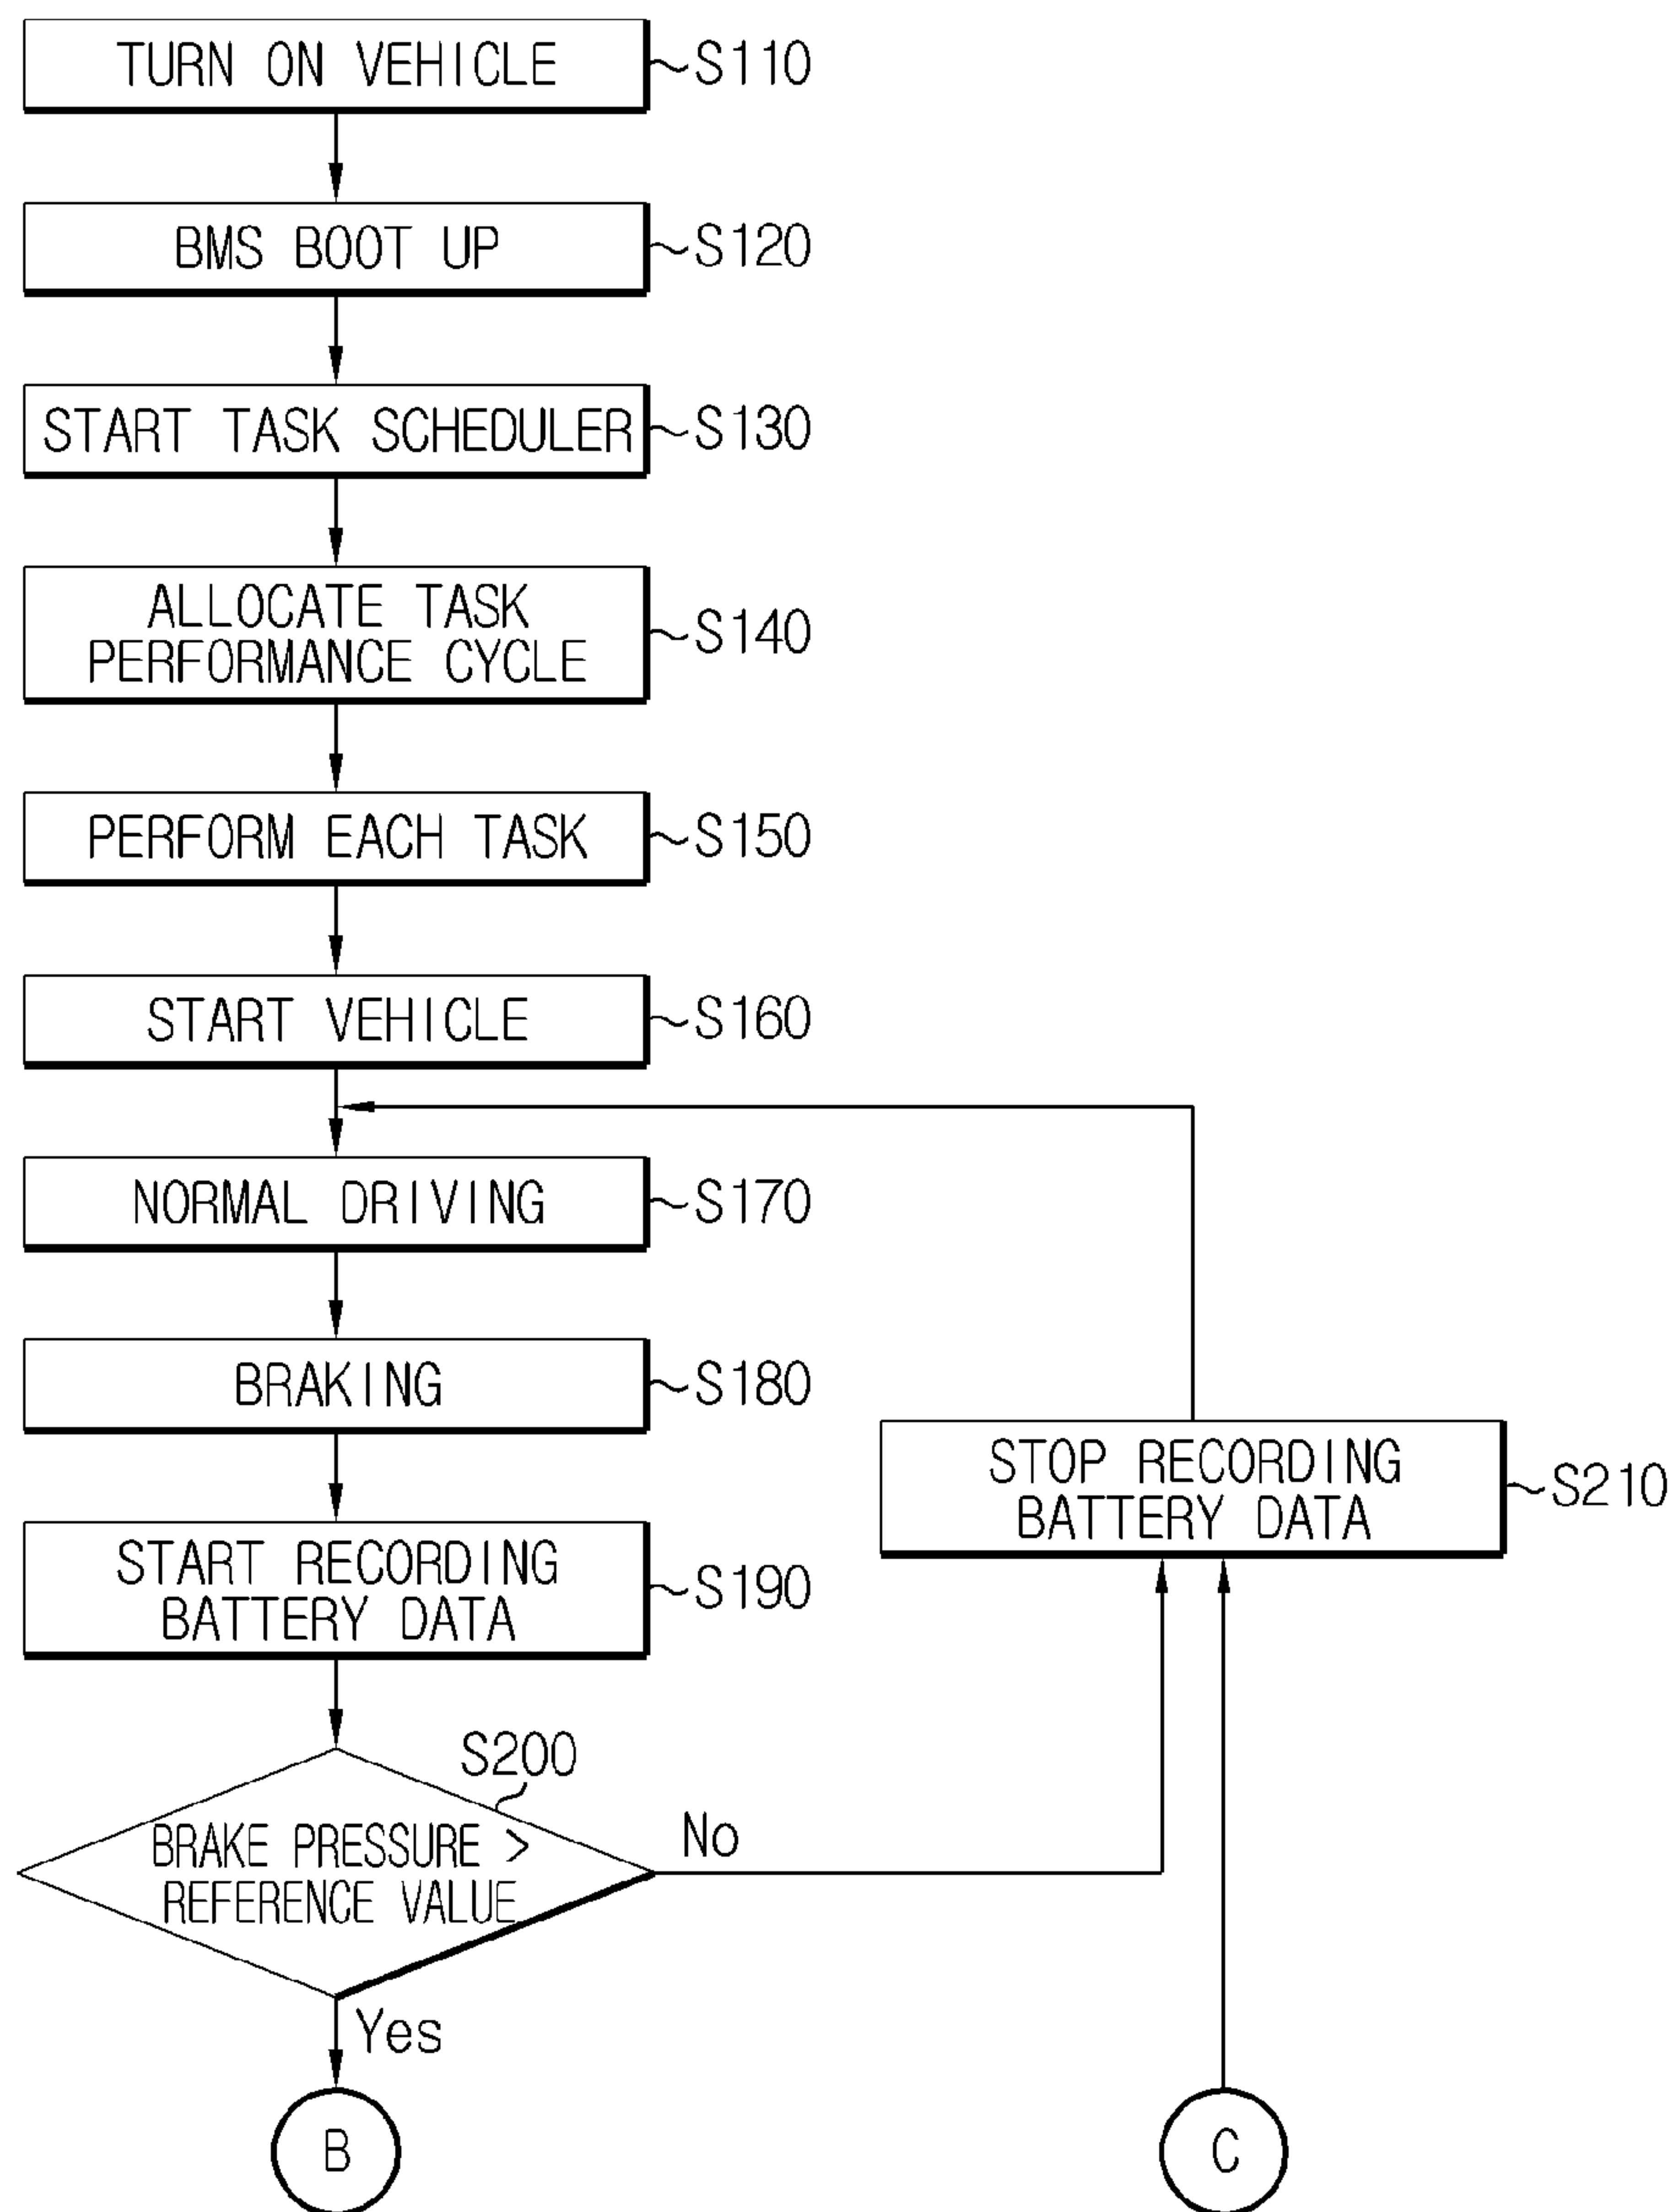 TURN ON VEHICLE
S110
BMS BOOT UP
S120
START TASK SCHEDULER
S130
ALLOCATE TASK
PERFORMANCE CYCLE
S140
PERFORM EACH TASK
S150
START VEHICLE
S160
NORMAL DRIVING
S170
BRAKING
S180
STOP RECORDING
BATTERY DATA
S210
START RECORDING
BATTERY DATA
S190
S200
BRAKE PRESSURE >
REFERENCE VALUE
No
Yes
B
C